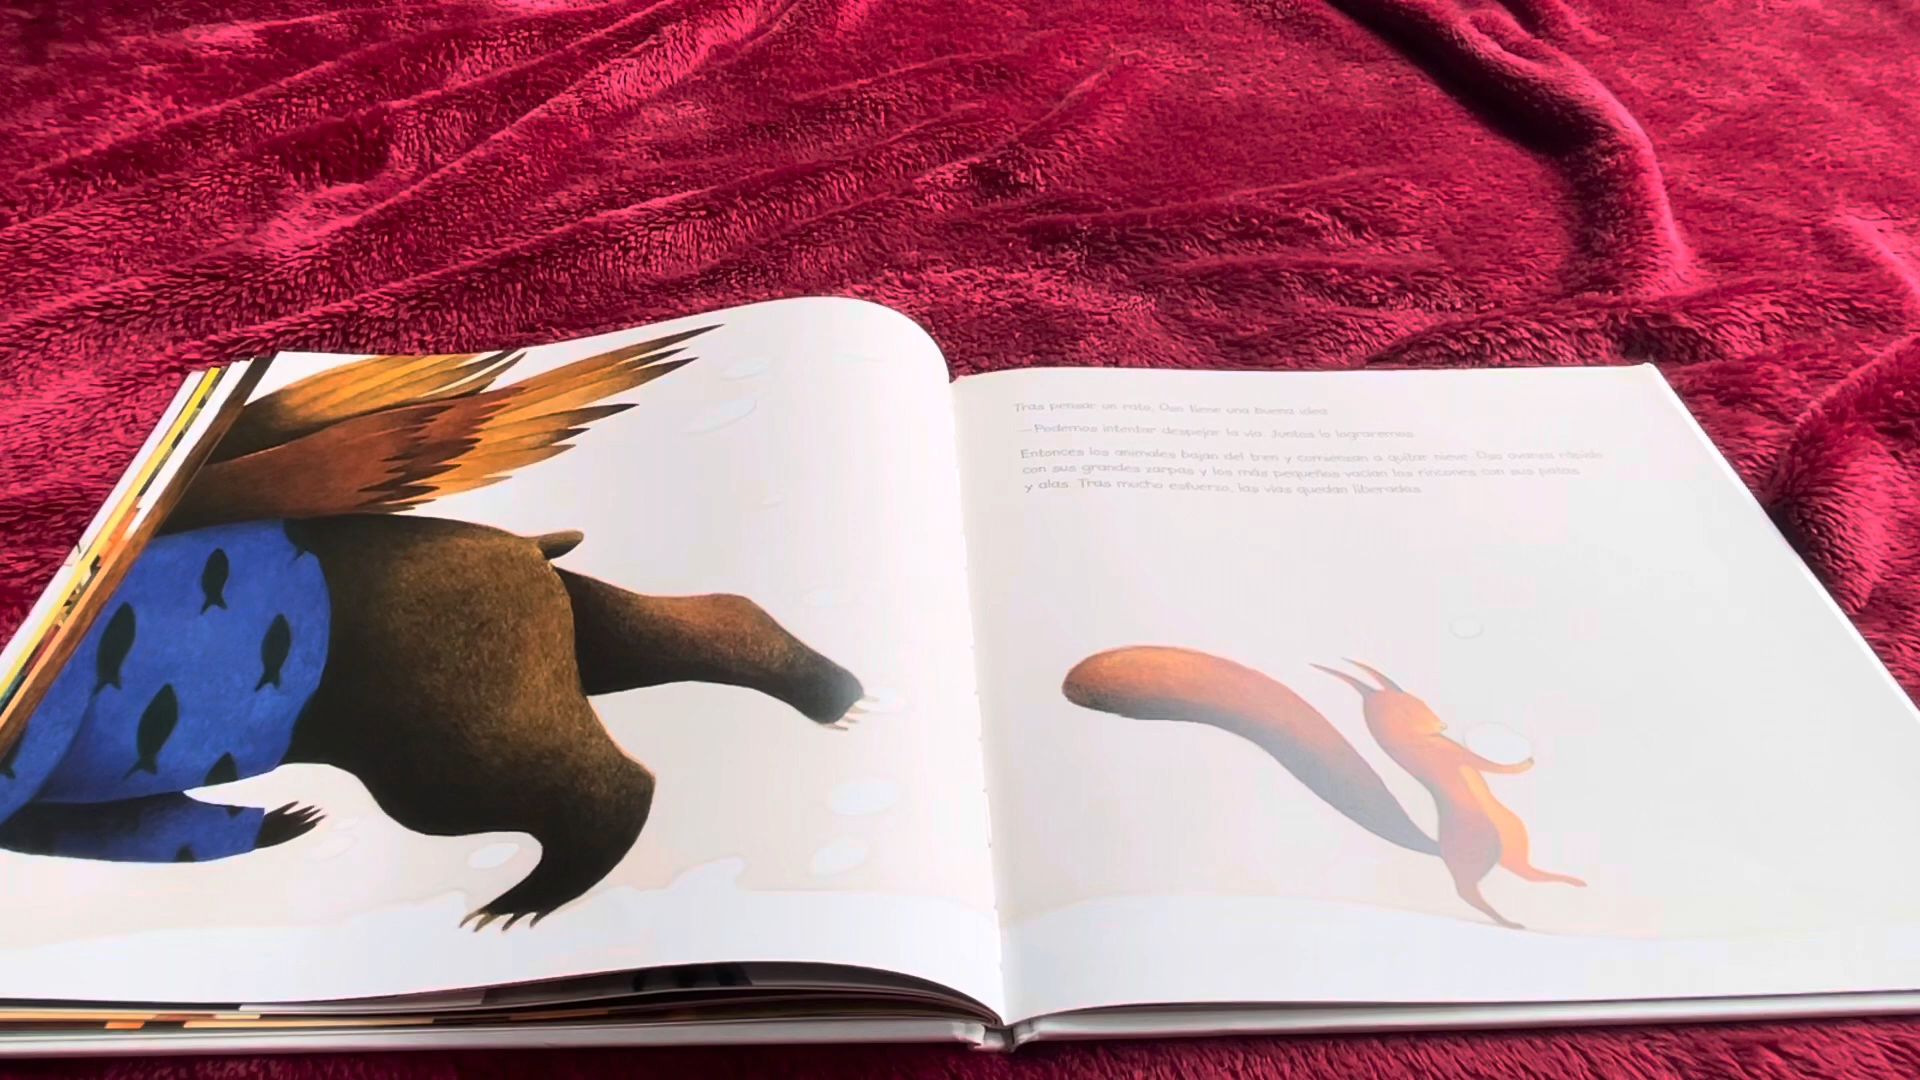 Tras pensar un rato, Oso tiene una buena idea.
—Podemos intentar despejar la vía. Juntos lo lograremos.
Entonces los animales bajan del tren y comienzan a quitar nieve. Oso avanza rápido
con sus grandes zarpas y los más pequeños vacían los rincones con sus patas
y alas. Tras mucho esfuerzo, las vías quedan liberadas.